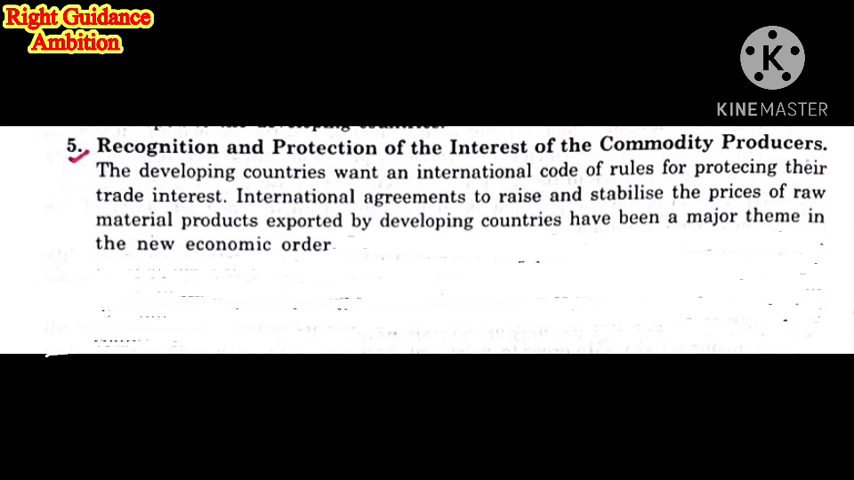 Right Guidance
Ambition
K
KINEMASTER
developing countries.
5. Recognition and Protection of the Interest of the Commodity Producers.
The developing countries want an international code of rules for protecing their
trade interest. International agreements to raise and stabilise the prices of raw
material products exported by developing countries have been a major theme in
the new economic order